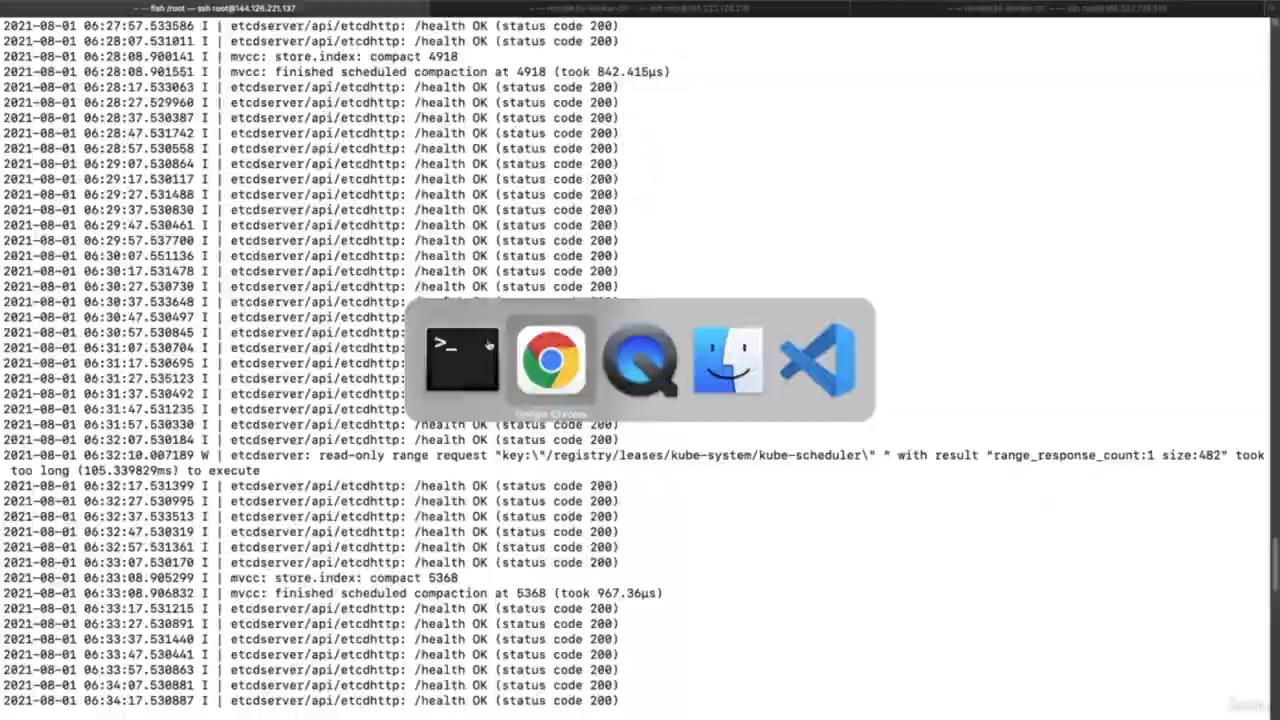 — ~ fish /root — ssh root@144.126.221.137
2021-08-01 06:27:57.533586 I | etcdserver/api/etcdhttp: /health OK (status code 200)
2021-08-01 06:28:07.531011 I | etcdserver/api/etcdhttp: /health OK (status code 200)
2021-08-01 06:28:08.900141 I | mvcc: store.index: compact 4918
2021-08-01 06:28:08.901551 I | mvcc: finished scheduled compaction at 4918 (took 842.415µs)
2021-08-01 06:28:17.533063 I | etcdserver/api/etcdhttp: /health OK (status code 200)
2021-08-01 06:28:27.529960 I | etcdserver/api/etcdhttp: /health OK (status code 200)
2021-08-01 06:28:37.530387 I | etcdserver/api/etcdhttp: /health OK (status code 200)
2021-08-01 06:28:47.531742 I | etcdserver/api/etcdhttp: /health OK (status code 200)
2021-08-01 06:28:57.530558 I | etcdserver/api/etcdhttp: /health OK (status code 200)
2021-08-01 06:29:07.530864 I | etcdserver/api/etcdhttp: /health OK (status code 200)
2021-08-01 06:29:17.530117 I | etcdserver/api/etcdhttp: /health OK (status code 200)
2021-08-01 06:29:27.531488 I | etcdserver/api/etcdhttp: /health OK (status code 200)
2021-08-01 06:29:37.530830 I | etcdserver/api/etcdhttp: /health OK (status code 200)
2021-08-01 06:29:47.530461 I | etcdserver/api/etcdhttp: /health OK (status code 200)
2021-08-01 06:29:57.537700 I | etcdserver/api/etcdhttp: /health OK (status code 200)
2021-08-01 06:30:07.551136 I | etcdserver/api/etcdhttp: /health OK (status code 200)
2021-08-01 06:30:17.531478 I | etcdserver/api/etcdhttp: /health OK (status code 200)
2021-08-01 06:30:27.530730 I | etcdserver/api/etcdhttp: /health OK (status code 200)
2021-08-01 06:30:37.533648 I | etcdserver/api/etcdhttp: /health OK (status code 200)
2021-08-01 06:30:47.530497 I | etcdserver/api/etcdhttp:
2021-08-01 06:30:57.530845 I | etcdserver/api/etcdhttp:
2021-08-01 06:31:07.530704 I | etcdserver/api/etcdhttp:
2021-08-01 06:31:17.530695 I | etcdserver/api/etcdhttp:
2021-08-01 06:31:27.535123 I | etcdserver/api/etcdhttp:
2021-08-01 06:31:37.530492 I | etcdserver/api/etcdhttp:
2021-08-01 06:31:47.531235 I | etcdserver/api/etcdhttp:
Google Chrome
2021-08-01 06:31:57.530330 I | etcdserver/api/etcdhttp: /health OK (status code 200)
2021-08-01 06:32:07.530184 I | etcdserver/api/etcdhttp: /health OK (status code 200)
2021-08-01 06:32:10.007189 W | etcdserver: read-only range request "key:\"/registry/leases/kube-system/kube-scheduler\" " with result "range_response_count:1 size:482" took
too long (105.339829ms) to execute
2021-08-01 06:32:17.531399 I | etcdserver/api/etcdhttp: /health OK (status code 200)
2021-08-01 06:32:27.530995 I | etcdserver/api/etcdhttp: /health OK (status code 200)
2021-08-01 06:32:37.533513 I | etcdserver/api/etcdhttp: /health OK (status code 200)
2021-08-01 06:32:47.530319 I | etcdserver/api/etcdhttp: /health OK (status code 200)
2021-08-01 06:32:57.531361 I | etcdserver/api/etcdhttp: /health OK (status code 200)
2021-08-01 06:33:07.530170 I | etcdserver/api/etcdhttp: /health OK (status code 200)
2021-08-01 06:33:08.905299 I | mvcc: store.index: compact 5368
2021-08-01 06:33:08.906832 I | mvcc: finished scheduled compaction at 5368 (took 967.36µs)
2021-08-01 06:33:17.531215 I | etcdserver/api/etcdhttp: /health OK (status code 200)
2021-08-01 06:33:27.530891 I | etcdserver/api/etcdhttp: /health OK (status code 200)
2021-08-01 06:33:37.531440 I | etcdserver/api/etcdhttp: /health OK (status code 200)
2021-08-01 06:33:47.530441 I | etcdserver/api/etcdhttp: /health OK (status code 200)
2021-08-01 06:33:57.530863 I | etcdserver/api/etcdhttp: /health OK (status code 200)
2021-08-01 06:34:07.530881 I | etcdserver/api/etcdhttp: /health OK (status code 200)
2021-08-01 06:34:17.530887 I | etcdserver/api/etcdhttp: /health OK (status code 200)